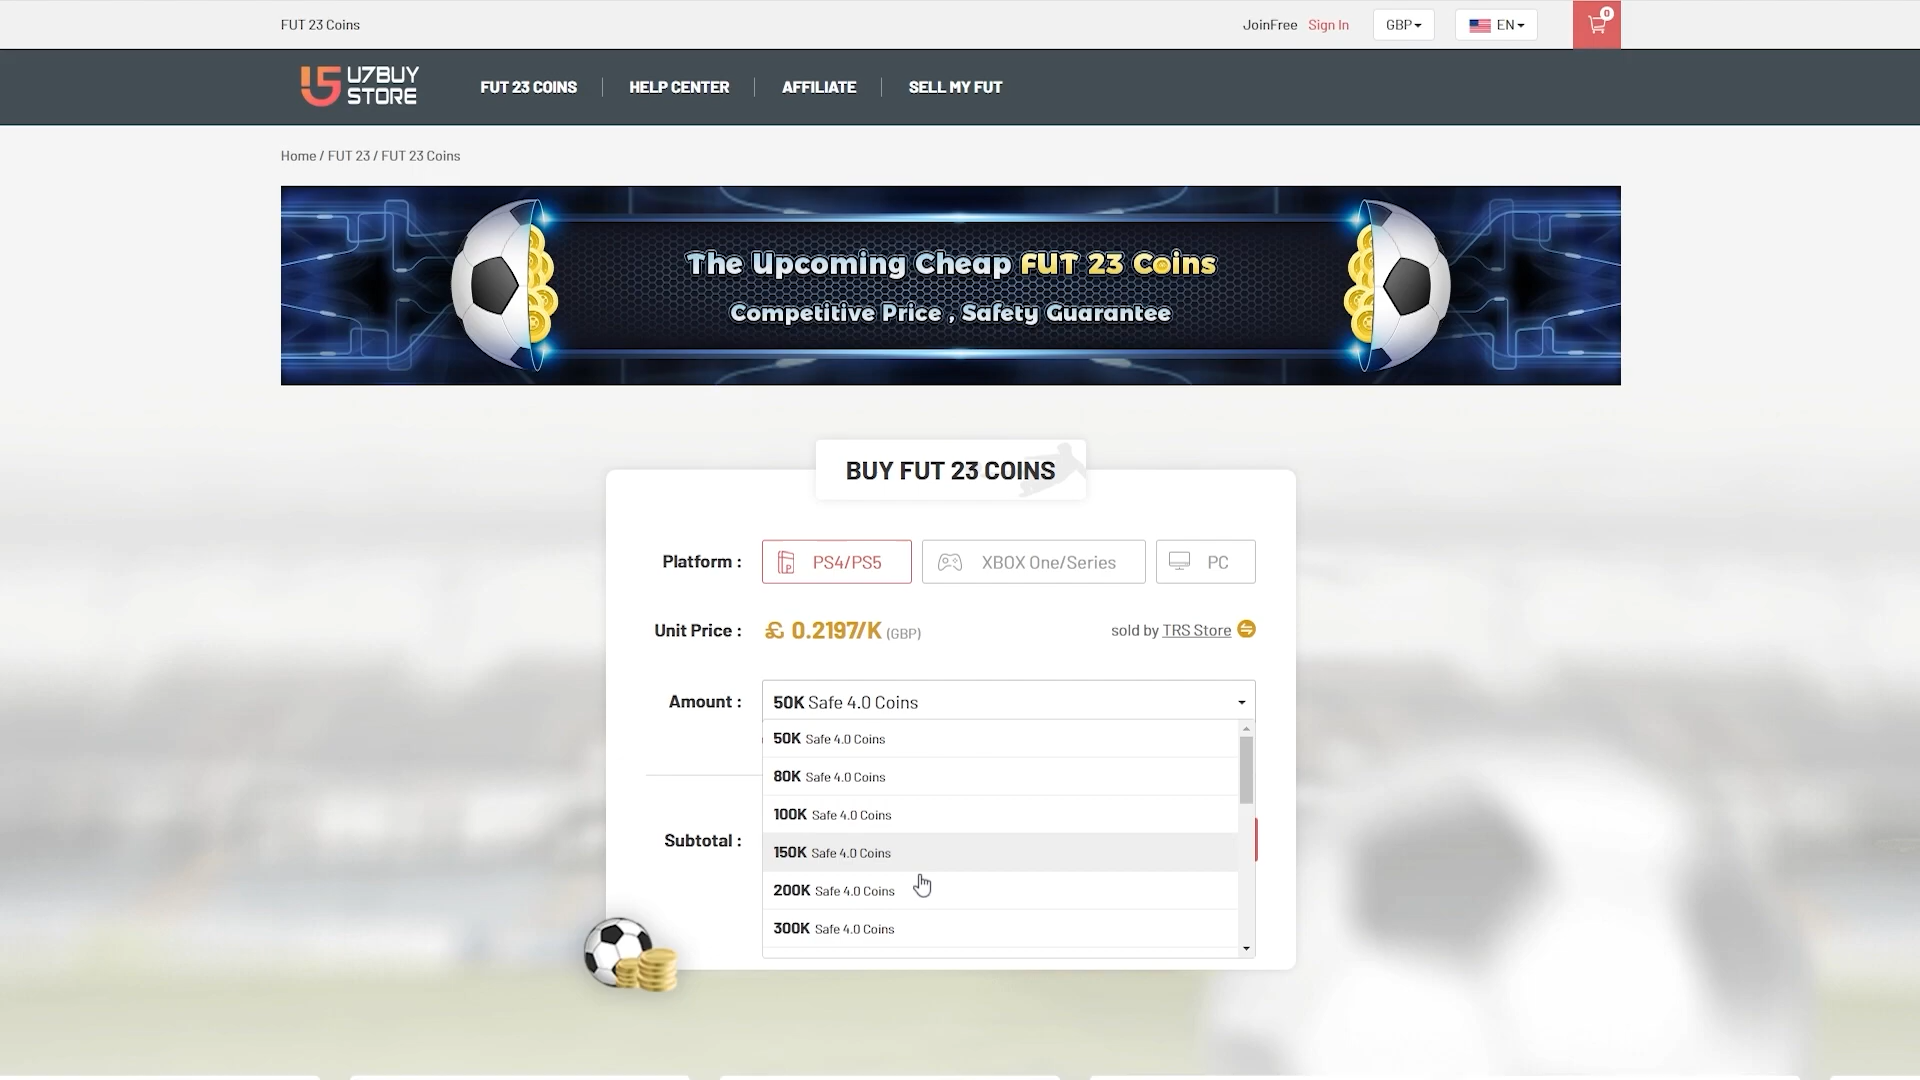 FUT 23 Coins
JoinFree Sign In GBP EN 0
U7BUY
STORE
FUT 23 COINS HELP CENTER AFFILIATE SELL MY FUT
Home / FUT 23 / FUT 23 Coins
The Upcoming Cheap FUT 23 Coins
Competitive Price , Safety Guarantee
BUY FUT 23 COINS
Platform : PS4/PS5 XBOX One/Series PC
Unit Price : £ 0.2197/K (GBP) sold by TRS Store
Amount : 50K Safe 4.0 Coins
50K Safe 4.0 Coins
80K Safe 4.0 Coins
100K Safe 4.0 Coins
150K Safe 4.0 Coins
Subtotal :
200K Safe 4.0 Coins
300K Safe 4.0 Coins